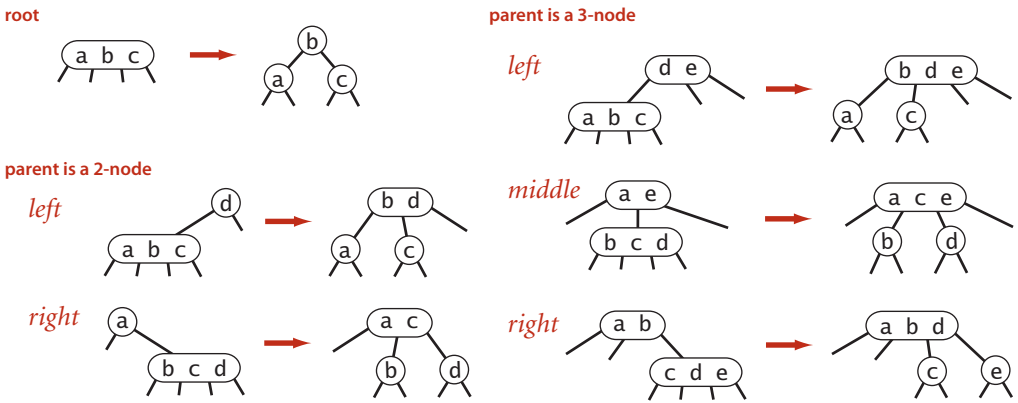 root
a b c
b
a c
parent is a 2-node
left
d
a b c
b d
a c
right
a
b c d
a c
b d
parent is a 3-node
left
d e
a b c
b d e
a c
middle
a e
b c d
a c e
b d
right
a b
c d e
a b d
c e